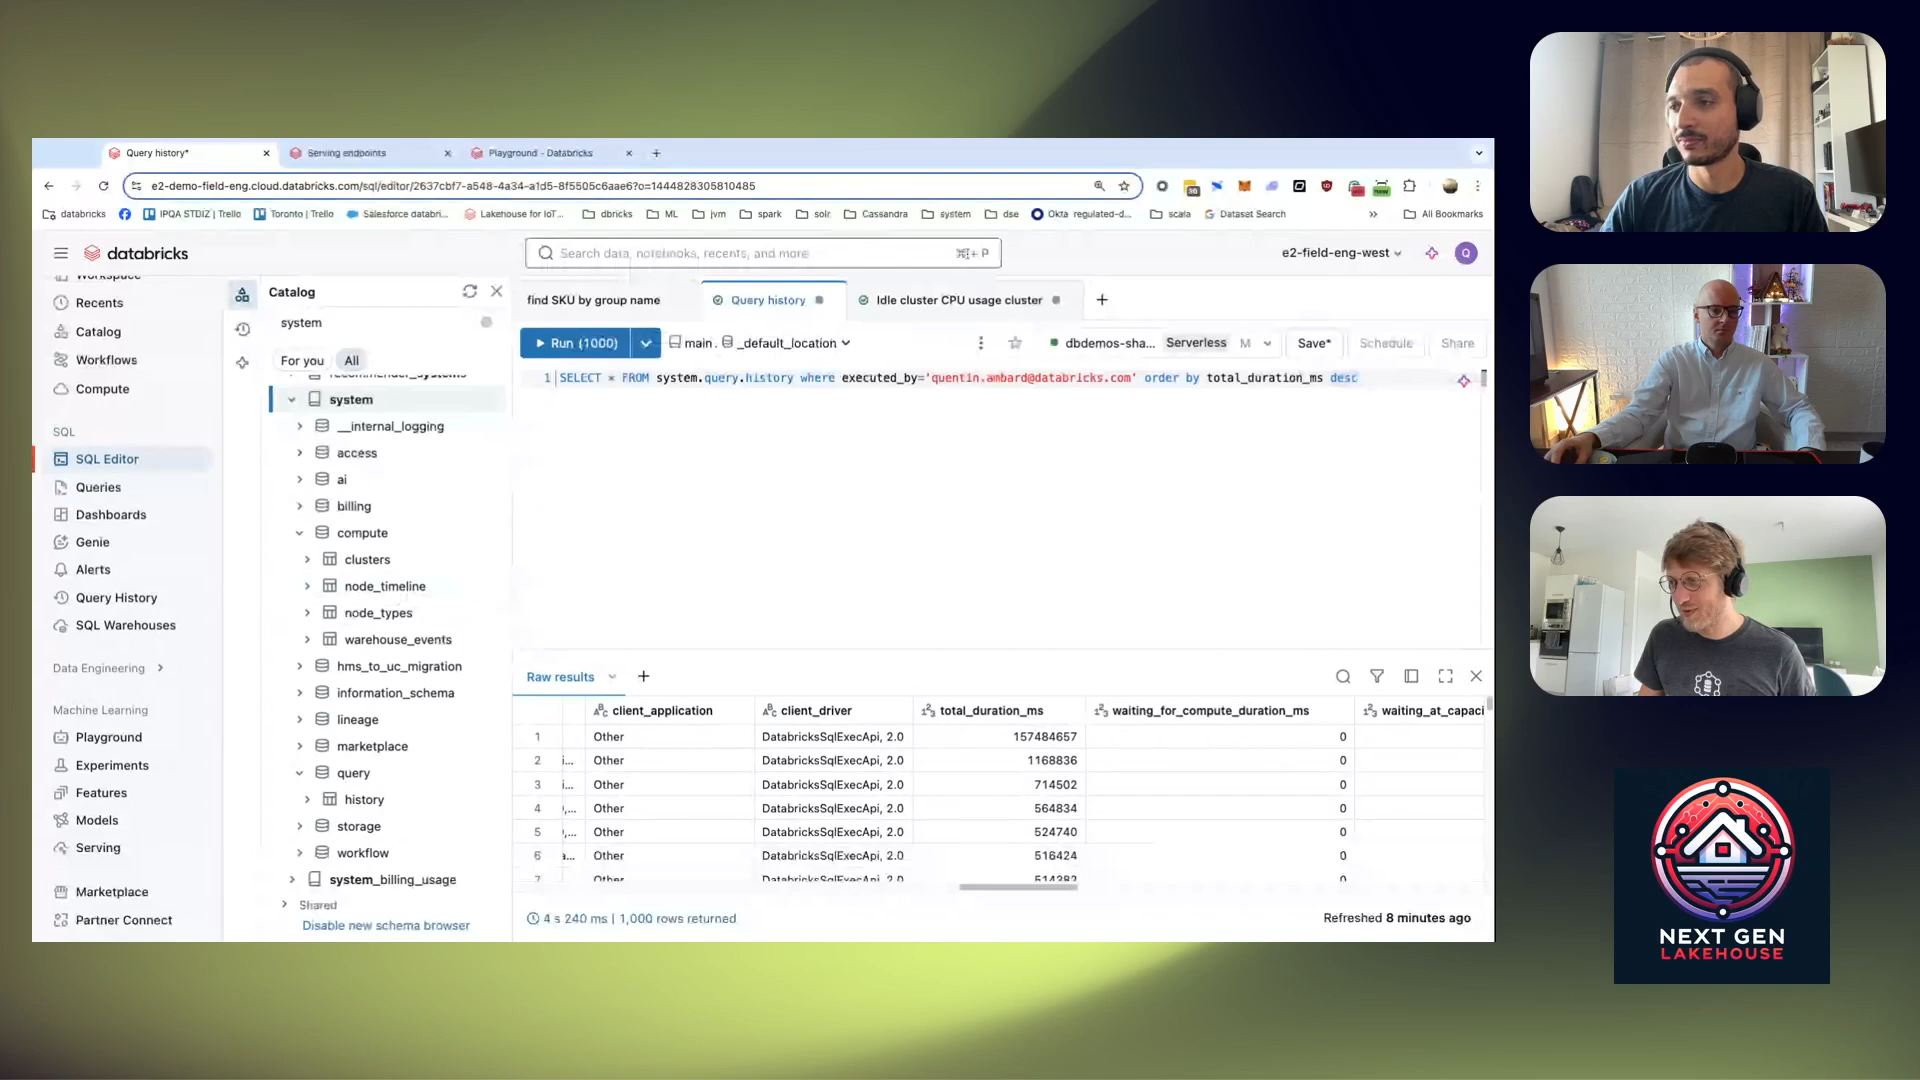 Query history*
Serving endpoints
Playground - Databricks
e2-demo-field-eng.cloud.databricks.com/sql/editor/2637cbf7-a548-4a34-a1d5-8f5505c6aae6?o=1444828305810485
databricks
IPQA STDIZ | Trello
Toronto | Trello
Salesforce databri...
Lakehouse for IoT...
dbricks
ML
jvm
spark
solr
Cassandra
system
dse
Okta regulated-d...
scala
Dataset Search
»
All Bookmarks
databricks
Search data, notebooks, recents, and more
⌘+ P
e2-field-eng-west
Q
Workspace
Recents
Catalog
Workflows
Compute
SQL
SQL Editor
Queries
Dashboards
Genie
Alerts
Query History
SQL Warehouses
Data Engineering
Machine Learning
Playground
Experiments
Features
Models
Serving
Marketplace
Partner Connect
Catalog
system
For you
All
recommender_systems
system
__internal_logging
access
ai
billing
compute
clusters
node_timeline
node_types
warehouse_events
hms_to_uc_migration
information_schema
lineage
marketplace
query
history
storage
workflow
system_billing_usage
Shared
Disable new schema browser
find SKU by group name
Query history
Idle cluster CPU usage cluster
Run (1000)
main . _default_location
dbdemos-sha...
Serverless
M
Save*
Schedule
Share
1 SELECT * FROM system.query.history where executed_by='quentin.ambard@databricks.com' order by total_duration_ms desc
Raw results
client_application client_driver total_duration_ms waiting_for_compute_duration_ms waiting_at_capaci
1 Other DatabricksSqlExecApi, 2.0 157484657 0
2 i... Other DatabricksSqlExecApi, 2.0 1168836 0
3 i... Other DatabricksSqlExecApi, 2.0 714502 0
4 ),... Other DatabricksSqlExecApi, 2.0 564834 0
5 ),... Other DatabricksSqlExecApi, 2.0 524740 0
6 a... Other DatabricksSqlExecApi, 2.0 516424 0
7 Other DatabricksSqlExecApi, 2.0 514382
4 s 240 ms | 1,000 rows returned
Refreshed 8 minutes ago
NEXT GEN
LAKEHOUSE